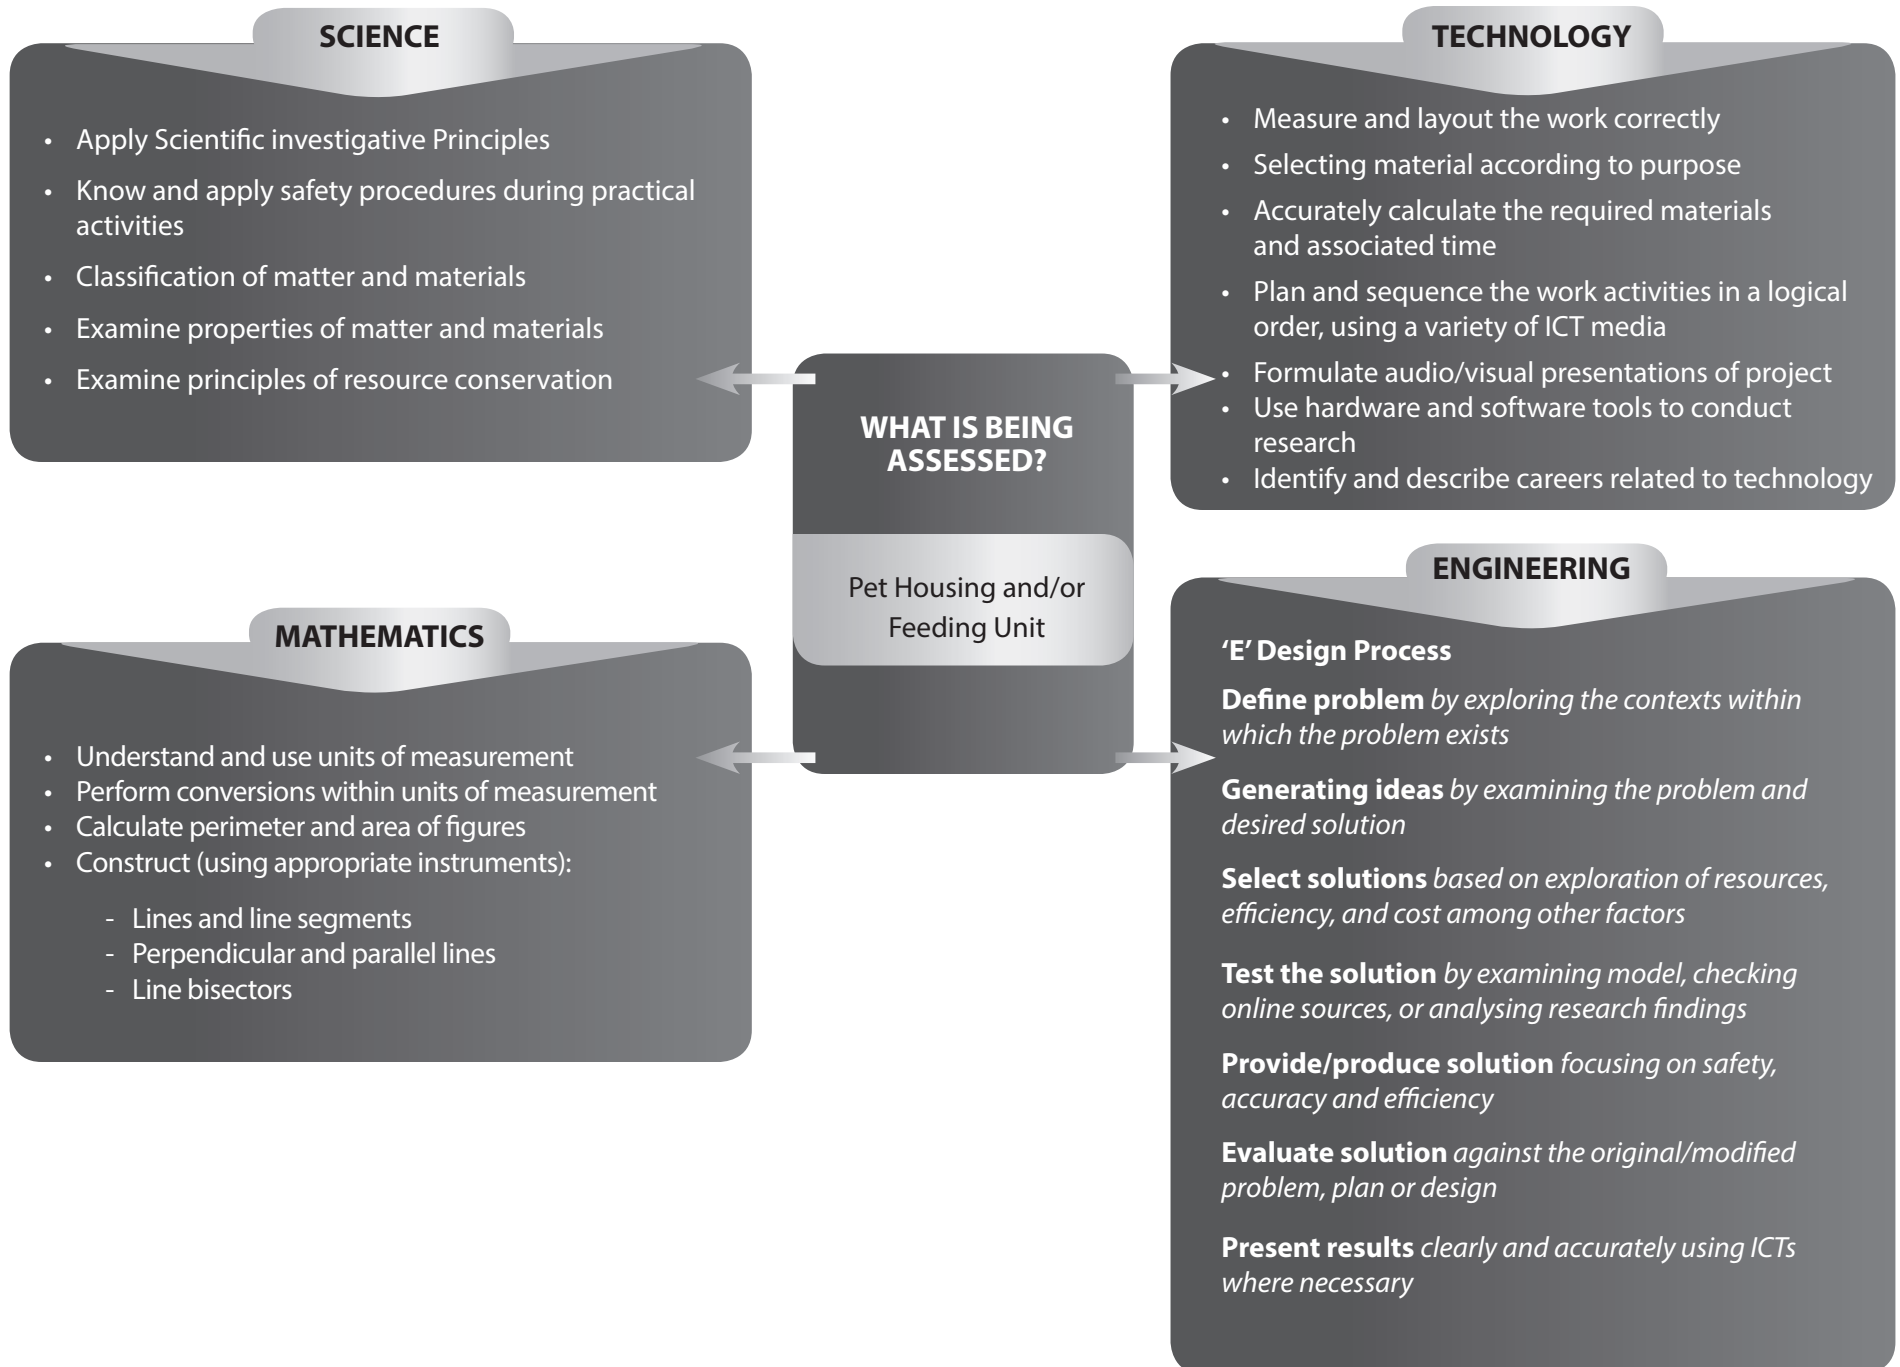 SCIENCE
• Apply Scientific investigative Principles
• Know and apply safety procedures during practical
activities
• Classification of matter and materials
• Examine properties of matter and materials
• Examine principles of resource conservation
TECHNOLOGY
• Measure and layout the work correctly
• Selecting material according to purpose
• Accurately calculate the required materials
and associated time
• Plan and sequence the work activities in a logical
order, using a variety of ICT media
• Formulate audio/visual presentations of project
• Use hardware and software tools to conduct
research
• Identify and describe careers related to technology
WHAT IS BEING
ASSESSED?
Pet Housing and/or
Feeding Unit
MATHEMATICS
• Understand and use units of measurement
• Perform conversions within units of measurement
• Calculate perimeter and area of figures
• Construct (using appropriate instruments):
- Lines and line segments
- Perpendicular and parallel lines
- Line bisectors
ENGINEERING
‘E’ Design Process
Define problem by exploring the contexts within
which the problem exists
Generating ideas by examining the problem and
desired solution
Select solutions based on exploration of resources,
efficiency, and cost among other factors
Test the solution by examining model, checking
online sources, or analysing research findings
Provide/produce solution focusing on safety,
accuracy and efficiency
Evaluate solution against the original/modified
problem, plan or design
Present results clearly and accurately using ICTs
where necessary